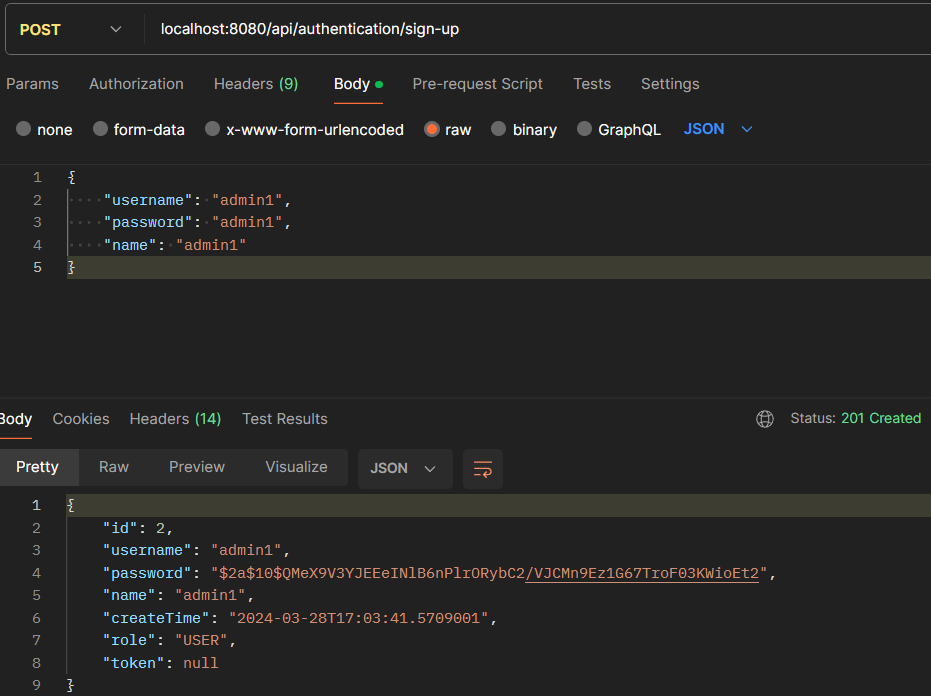 POST localhost:8080/api/authentication/sign-up
Params Authorization Headers (9) Body Pre-request Script Tests Settings
none form-data x-www-form-urlencoded raw binary GraphQL JSON
1 {
2 "username": "admin1",
3 "password": "admin1",
4 "name": "admin1"
5 }
Body Cookies Headers (14) Test Results Status: 201 Created
Pretty Raw Preview Visualize JSON
1 {
2 "id": 2,
3 "username": "admin1",
4 "password": "$2a$10$QMeX9V3YJEEeINlB6nPlrORybC2/VJCMn9Ez1G67TroF03KWioEt2",
5 "name": "admin1",
6 "createTime": "2024-03-28T17:03:41.5709001",
7 "role": "USER",
8 "token": null
9 }